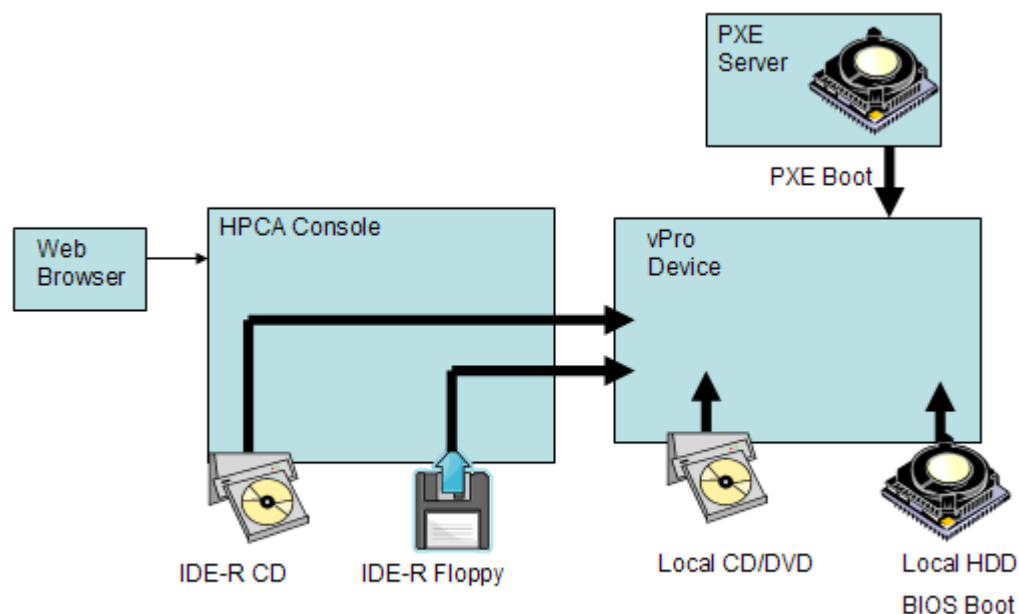 PXE
Server
PXE Boot
HPCA Console
vPro
Device
Web
Browser
IDE-R CD
IDE-R Floppy
Local CD/DVD
Local HDD
BIOS Boot